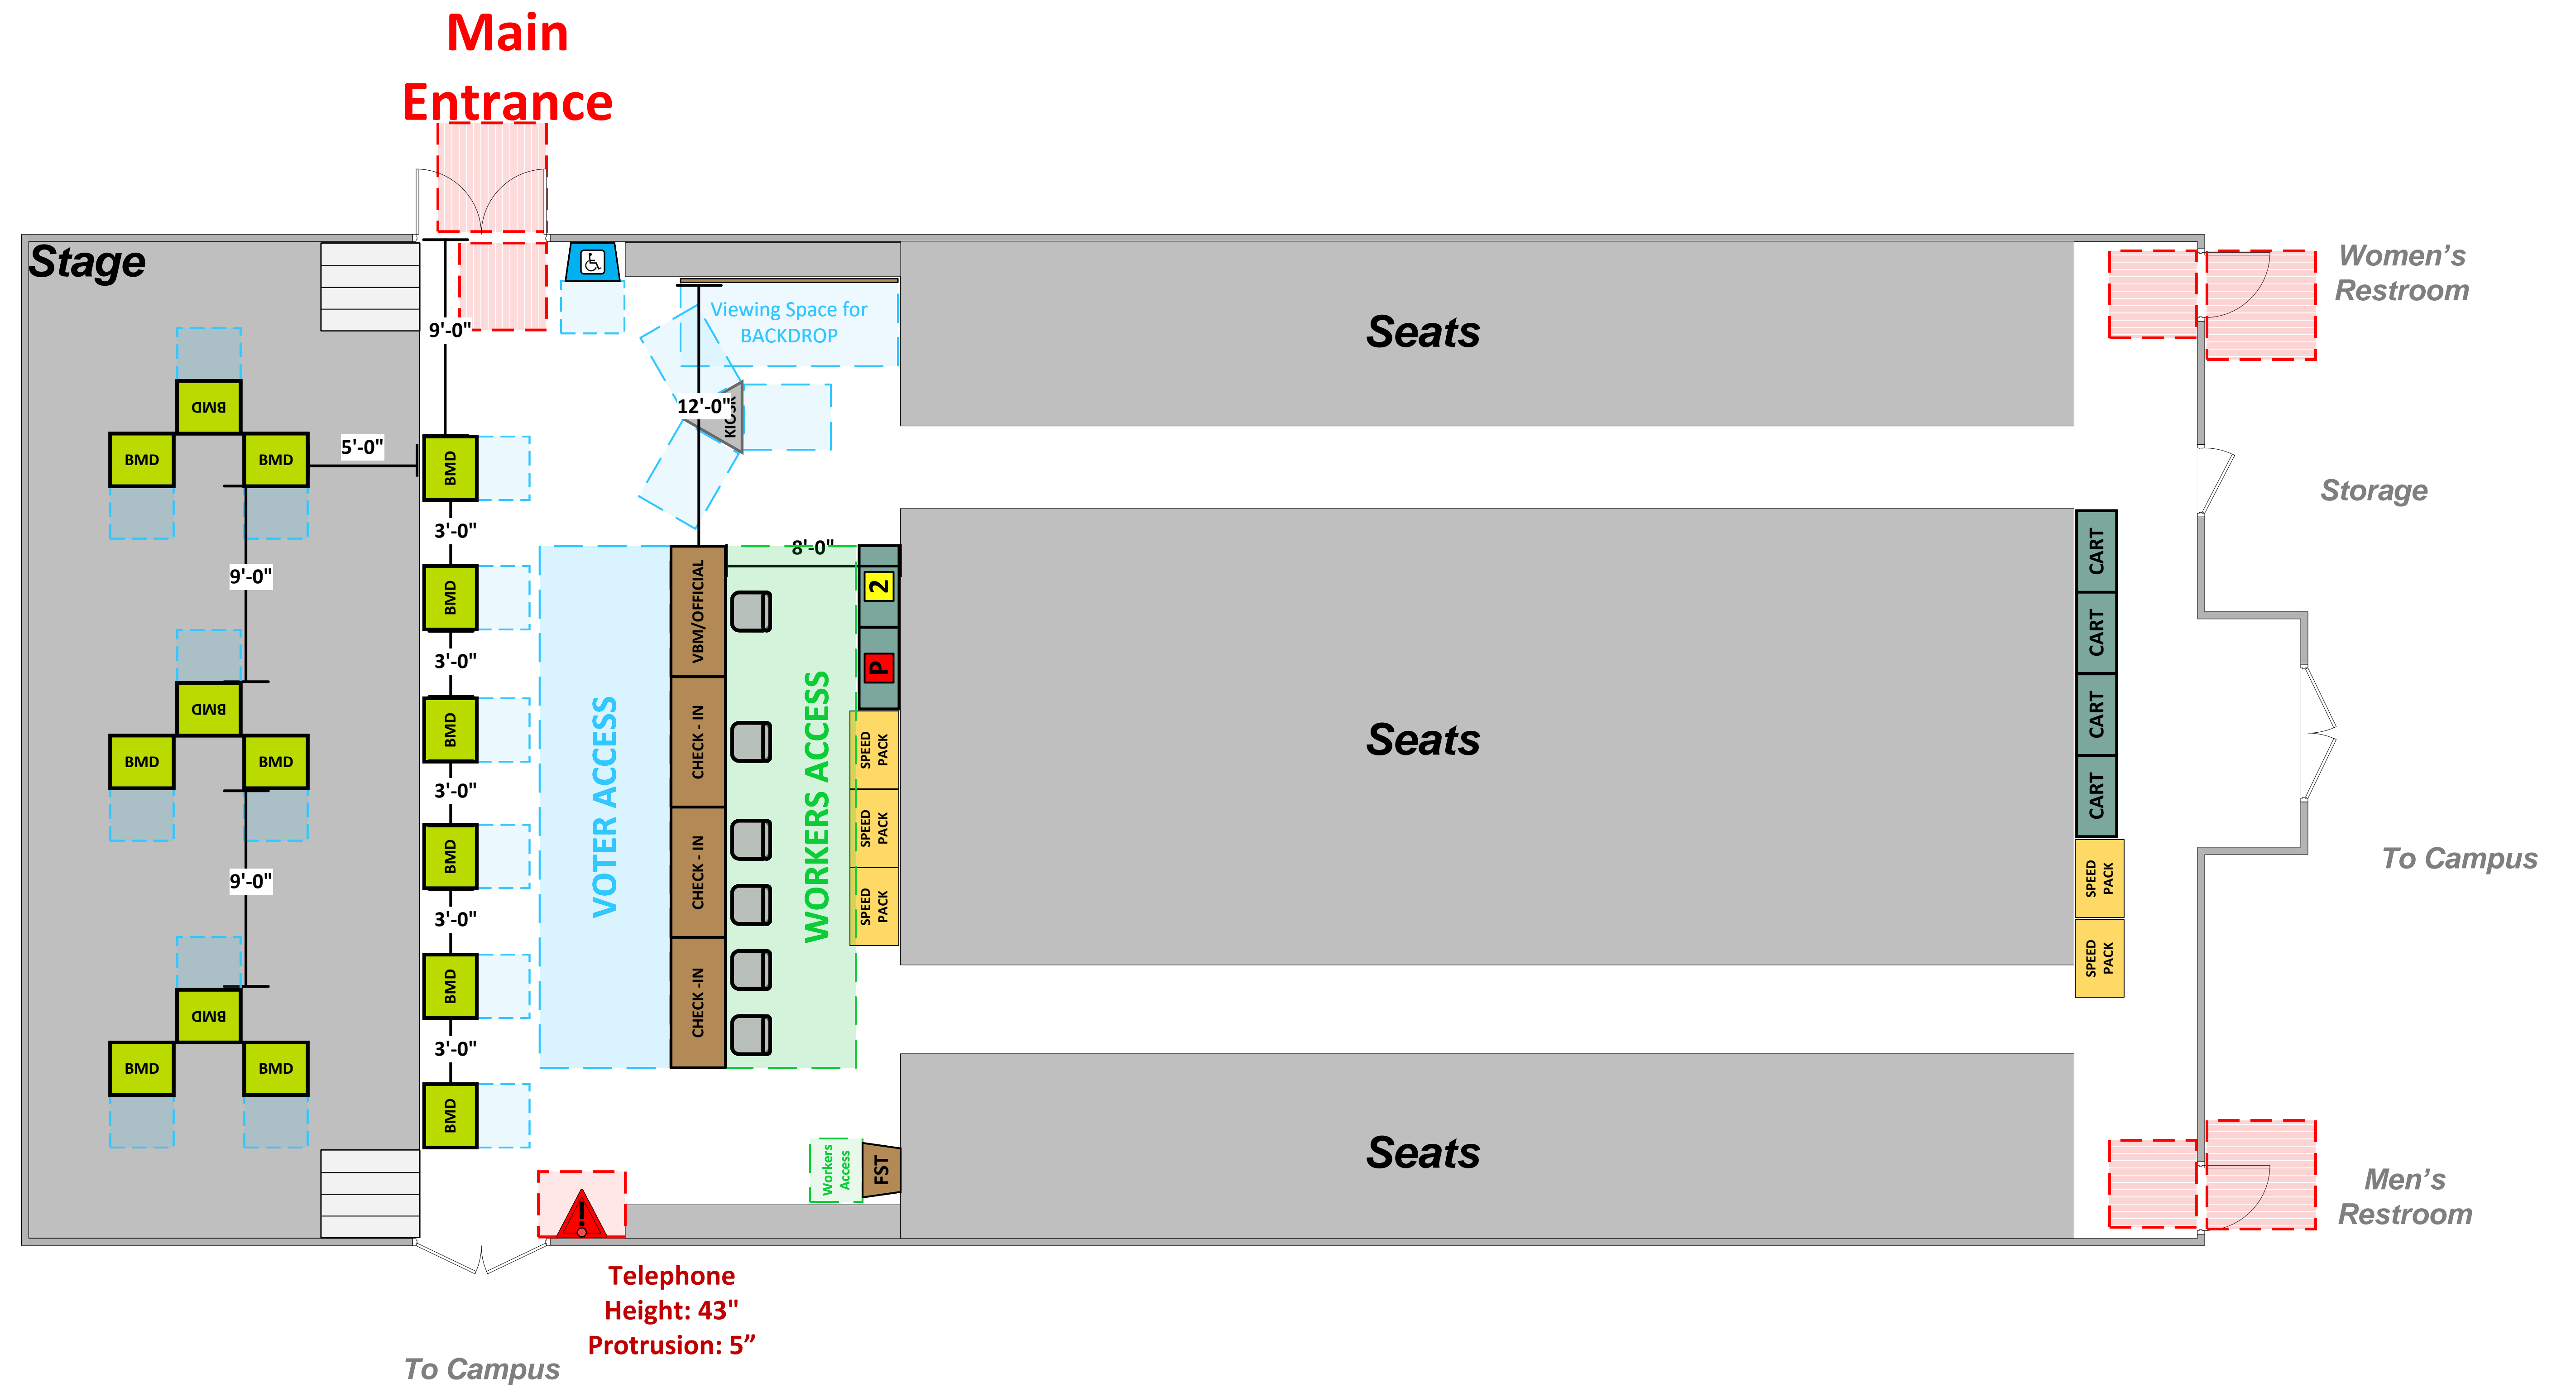 Main
Entrance
Stage
9'-0"
Viewing Space for
BACKDROP
Seats
Women's
Restroom
12'-0"
KIOSK
BMD
BMD
BMD
5'-0"
BMD
Storage
3'-0"
8'-0"
9'-0"
BMD
VBM/OFFICIAL
2
CART
3'-0"
P
CART
BMD
BMD
BMD
BMD
CHECK - IN
VOTER ACCESS
WORKERS ACCESS
SPEED
PACK
Seats
CART
3'-0"
CART
BMD
CHECK - IN
SPEED
PACK
To Campus
9'-0"
3'-0"
SPEED
PACK
SPEED
PACK
BMD
CHECK -IN
SPEED
PACK
BMD
BMD
BMD
3'-0"
BMD
Workers
Access
FST
Seats
Men's
Restroom
!
Telephone
Height: 43"
Protrusion: 5”
To Campus